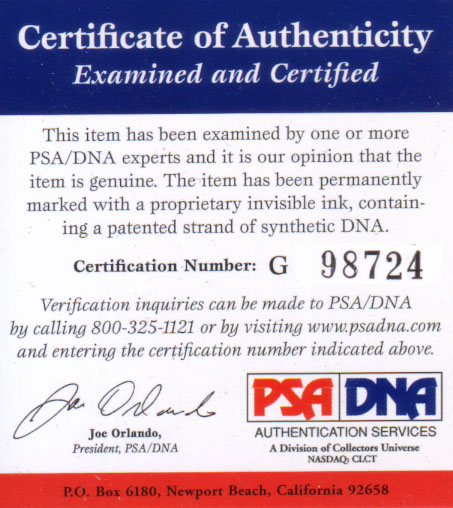 Certificate of Authenticity
Examined and Certified
This item has been examined by one or more
PSA/DNA experts and it is our opinion that the
item is genuine. The item has been permanently
marked with a proprietary invisible ink, contain-
ing a patented strand of synthetic DNA.
Certification Number: G 98724
Verification inquiries can be made to PSA/DNA
by calling 800-325-1121 or by visiting www.psadna.com
and entering the certification number indicated above.
Joe Orlando
Joe Orlando,
President, PSA/DNA
PSA DNA
AUTHENTICATION SERVICES
A Division of Collectors Universe
NASDAQ: CLCT
P.O. Box 6180, Newport Beach, California 92658